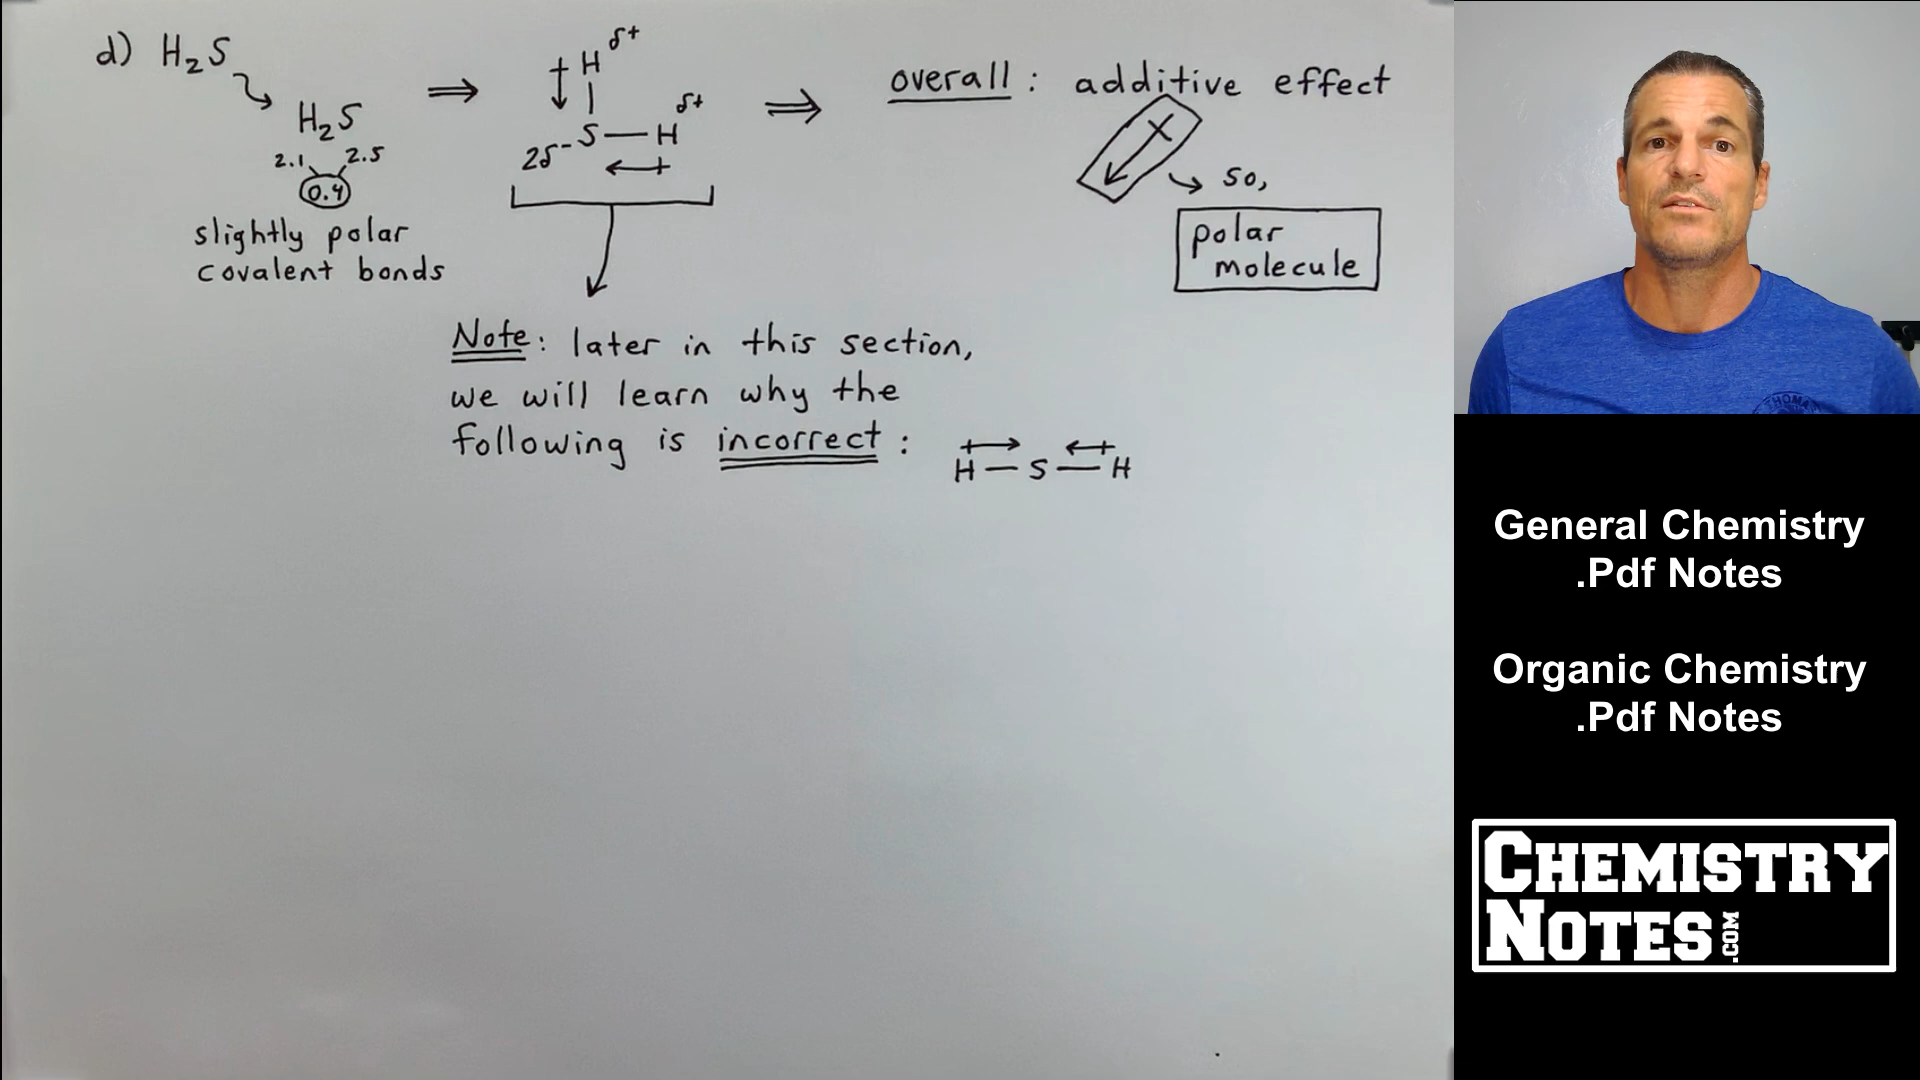 d) H₂S
H₂S
2.1 2.5
0.4
slightly polar
covalent bonds
⇒
H δ+
|
2δ- S — H δ+
⇒
overall : additive effect
so,
polar
molecule
Note: later in this section,
we will learn why the
following is incorrect :
H — S — H
THOMA
General Chemistry
.Pdf Notes
Organic Chemistry
.Pdf Notes
CHEMISTRY
NOTES.COM